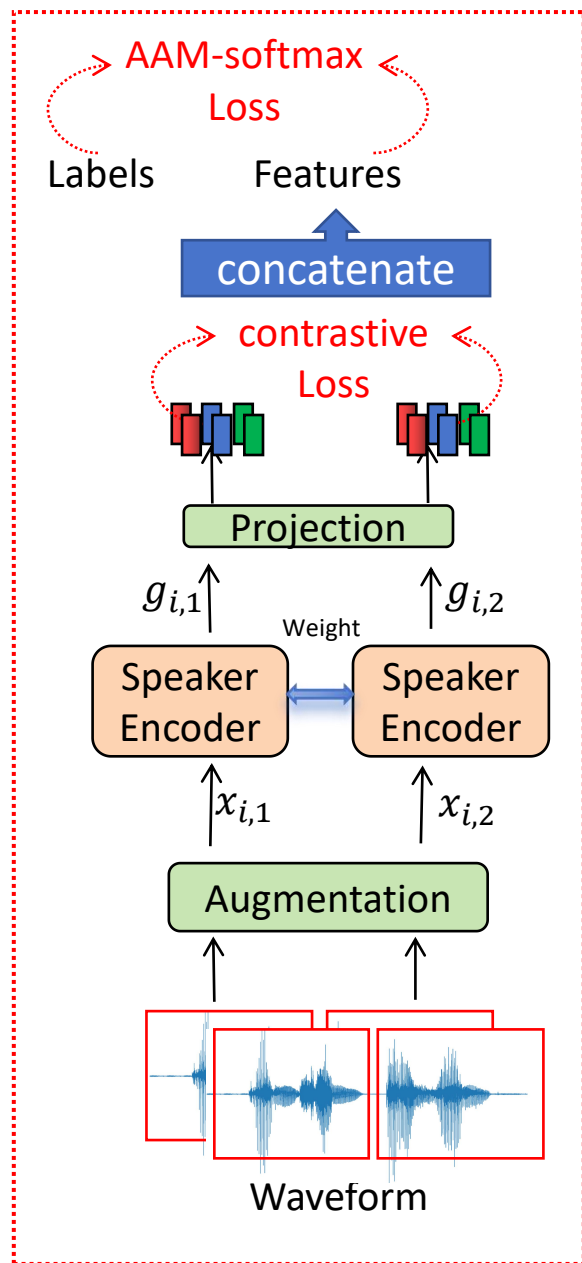 AAM-softmax
Loss
Labels
Features
concatenate
contrastive
Loss
Projection
g_{i,1}
g_{i,2}
Weight
Speaker
Encoder
Speaker
Encoder
x_{i,1}
x_{i,2}
Augmentation
Waveform